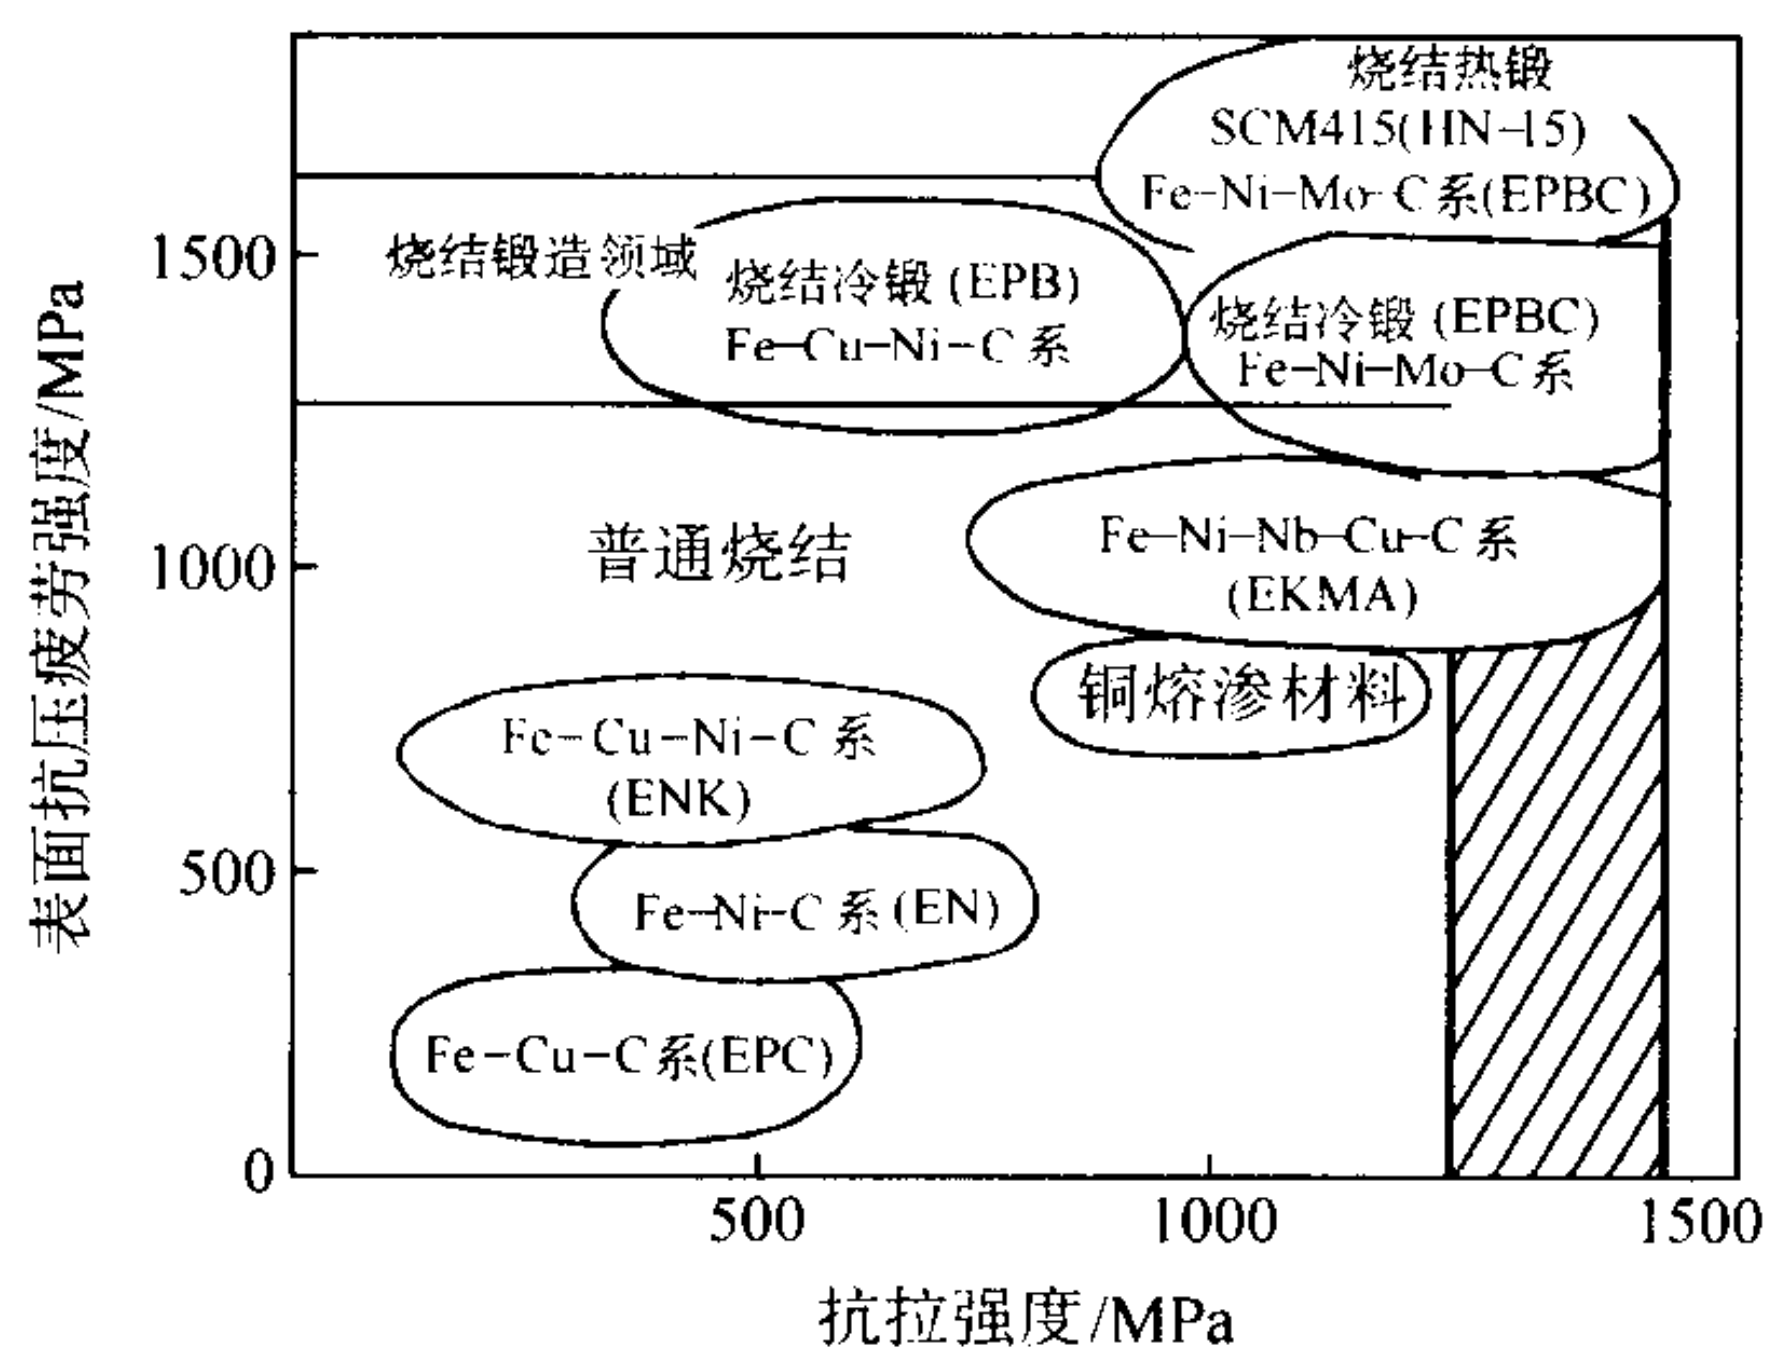 烧结热锻
SCM415(HN-15)
Fe-Ni-Mo-C系(EPBC)
1500
烧结锻造领域
烧结冷锻(EPB)
Fe-Cu-Ni-C系
烧结冷锻(EPBC)
Fe-Ni-Mo-C系
表面抗压疲劳强度/MPa
1000
普通烧结
Fe-Ni-Nb-Cu-C系
(EKMA)
铜熔渗材料
Fe-Cu-Ni-C系
(ENK)
500
Fe-Ni-C系(EN)
Fe-Cu-C系(EPC)
0
500
1000
1500
抗拉强度/MPa